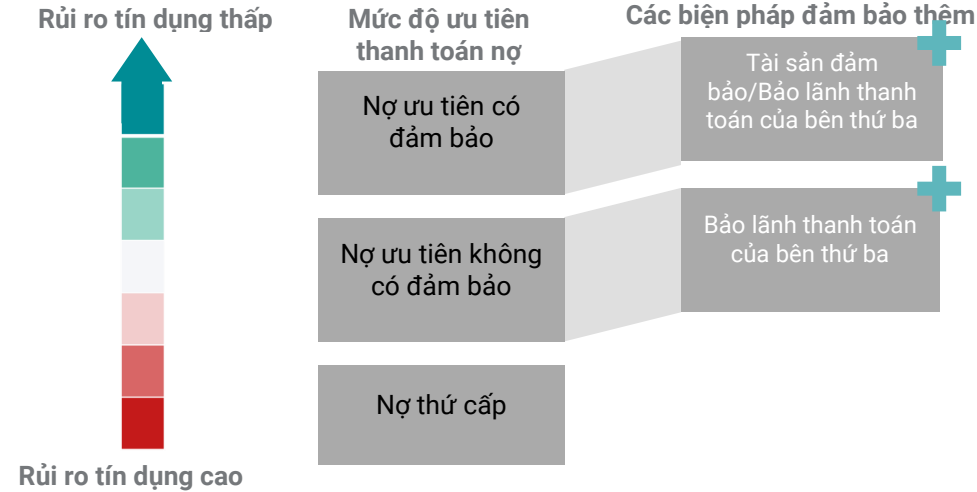 Rủi ro tín dụng thấp
Mức độ ưu tiên
thanh toán nợ
Các biện pháp đảm bảo thêm
Nợ ưu tiên có
đảm bảo
Tài sản đảm
bảo/Bảo lãnh thanh
toán của bên thứ ba
Nợ ưu tiên không
có đảm bảo
Bảo lãnh thanh toán
của bên thứ ba
Nợ thứ cấp
Rủi ro tín dụng cao